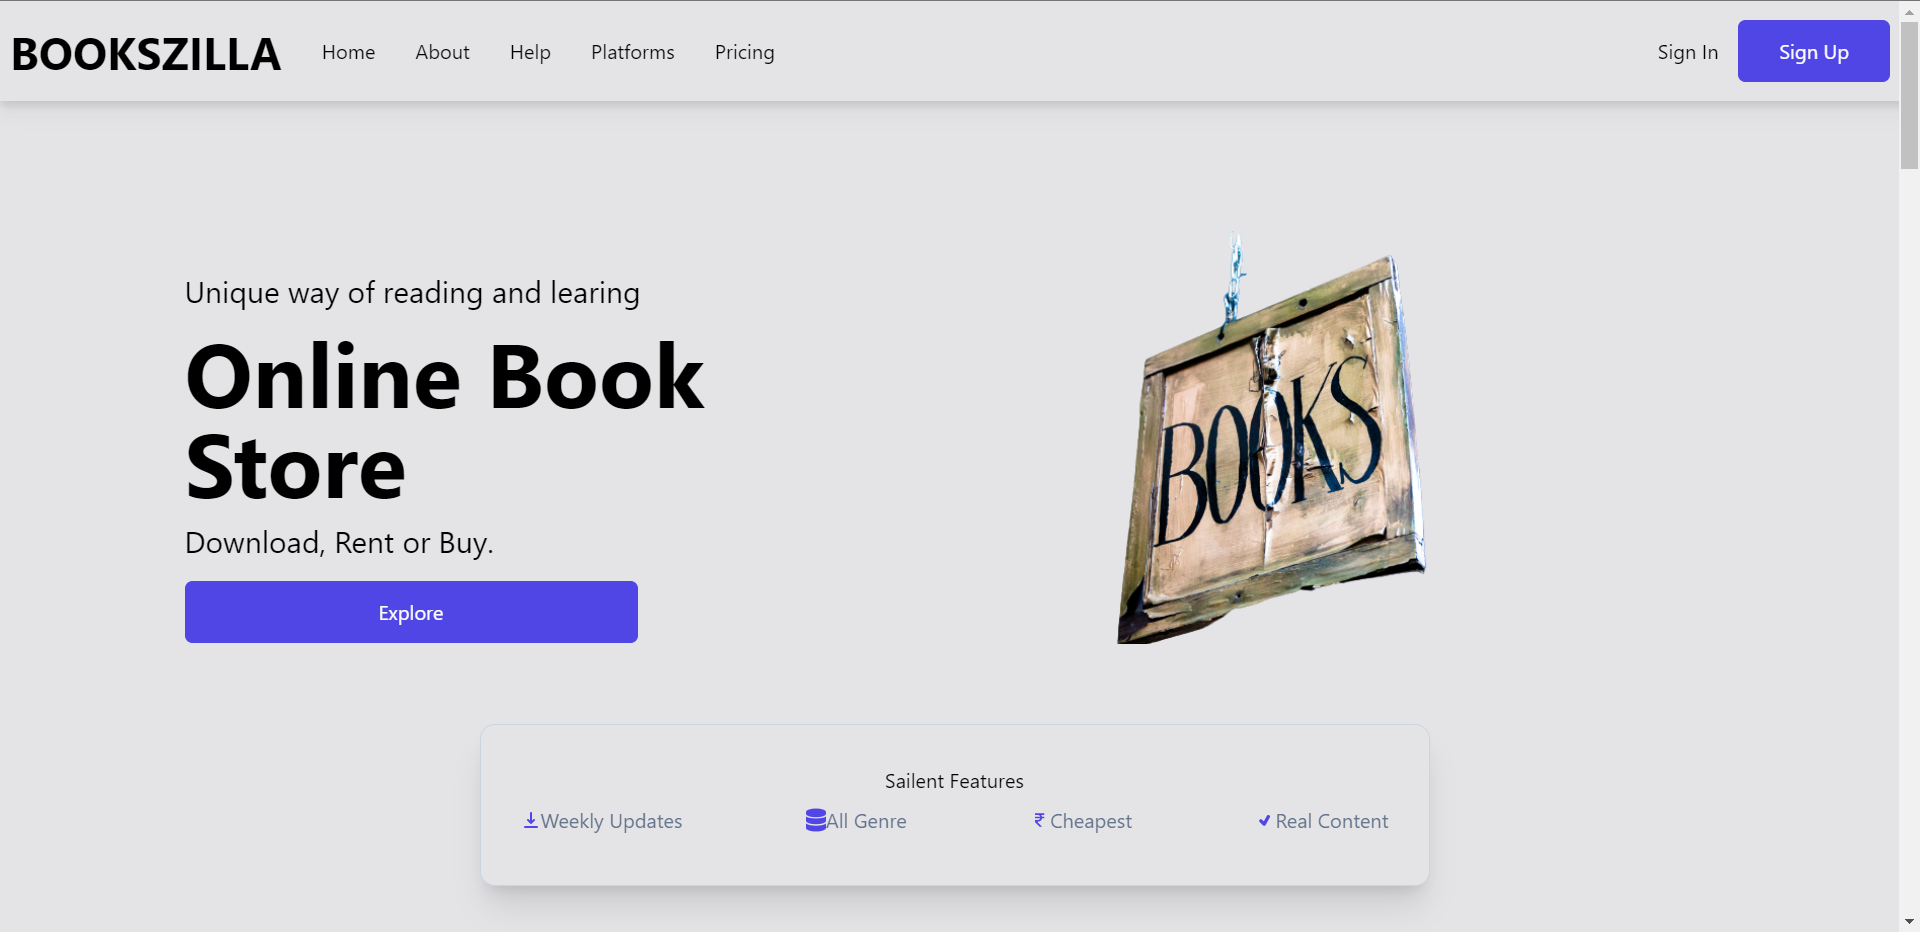 BOOKSZILLA Home About Help Platforms Pricing Sign In Sign Up
Unique way of reading and learing
Online Book
Store
Download, Rent or Buy.
Explore
BOOKS
Sailent Features
Weekly Updates All Genre ₹ Cheapest Real Content